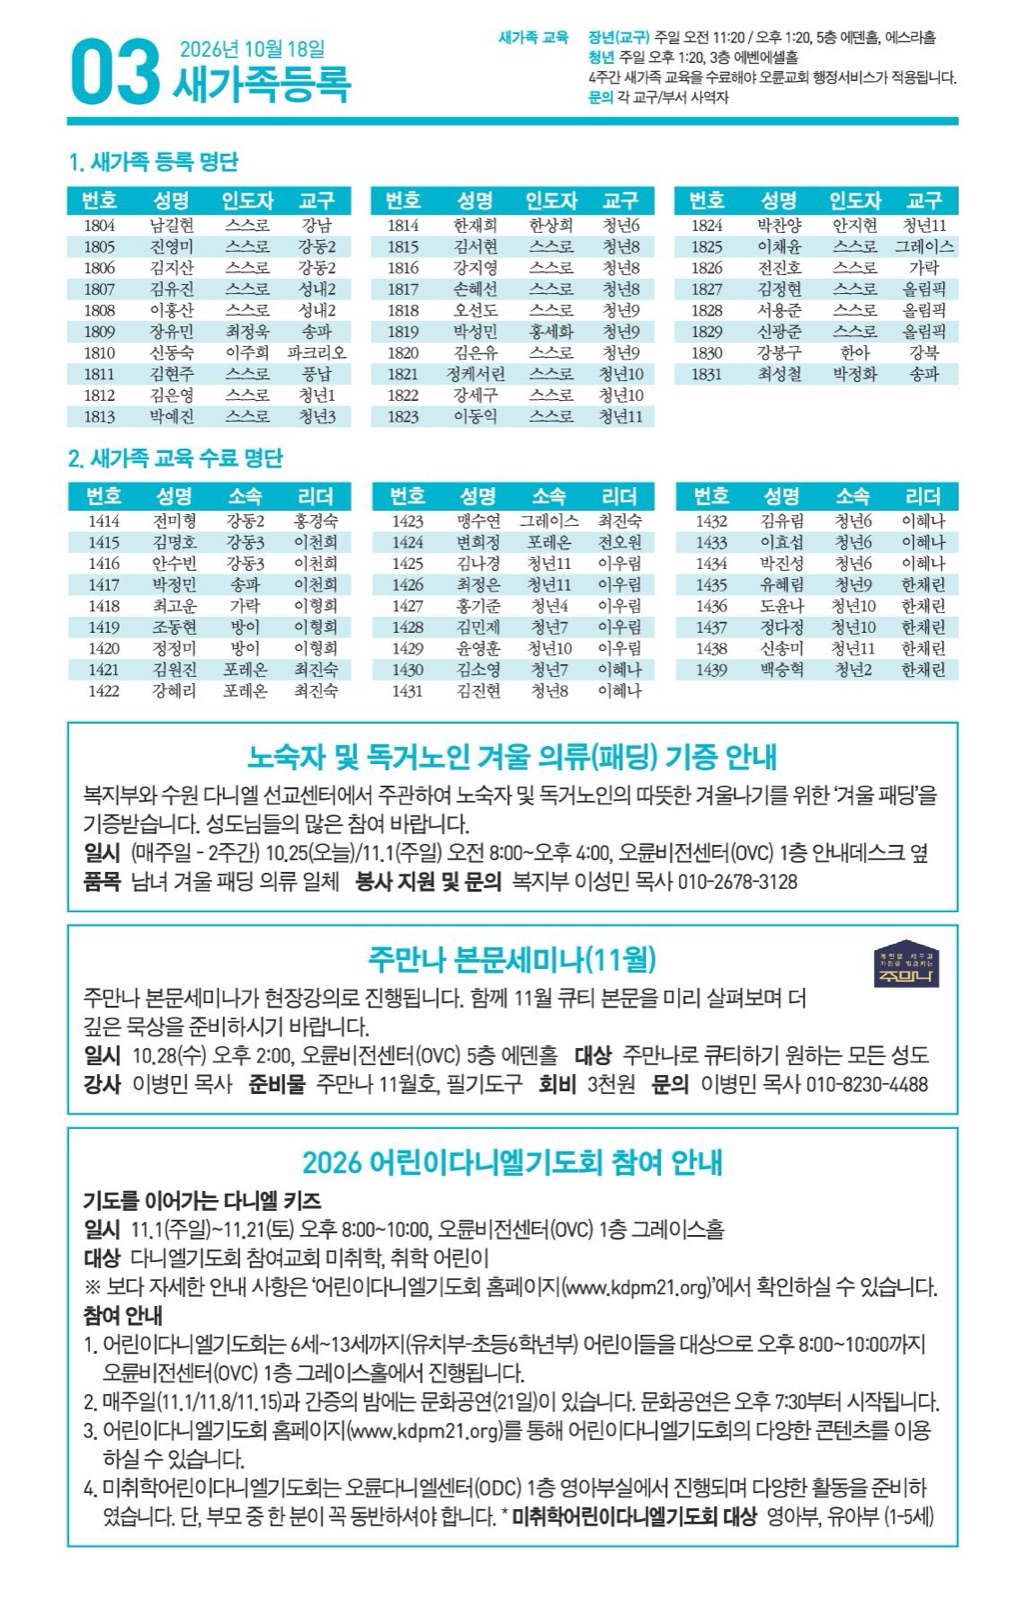 03
2026년 10월 18일
새가족등록
새가족 교육 장년(교구) 주일 오전 11:20 / 오후 1:20, 5층 에덴홀, 에스라홀
청년 주일 오후 1:20, 3층 에벤에셀홀
4주간 새가족 교육을 수료해야 오륜교회 행정서비스가 적용됩니다.
문의 각 교구/부서 사역자
1. 새가족 등록 명단
번호 성명 인도자 교구
1804 남길현 스스로 강남
1805 진영미 스스로 강동2
1806 김지산 스스로 강동2
1807 김유진 스스로 성내2
1808 이홍산 스스로 성내2
1809 장유민 최정욱 송파
1810 신동숙 이주희 파크리오
1811 김현주 스스로 풍납
1812 김은영 스스로 청년1
1813 박예진 스스로 청년3
번호 성명 인도자 교구
1814 한재희 한상희 청년6
1815 김서현 스스로 청년8
1816 강지영 스스로 청년8
1817 손혜선 스스로 청년8
1818 오선도 스스로 청년9
1819 박성민 홍세화 청년9
1820 김은유 스스로 청년9
1821 정케서린 스스로 청년10
1822 강세구 스스로 청년10
1823 이동익 스스로 청년11
번호 성명 인도자 교구
1824 박찬양 안지현 청년11
1825 이채윤 스스로 그레이스
1826 전진호 스스로 가락
1827 김정현 스스로 올림픽
1828 서용준 스스로 올림픽
1829 신광준 스스로 올림픽
1830 강봉구 한아 강북
1831 최성철 박정화 송파
2. 새가족 교육 수료 명단
번호 성명 소속 리더
1414 전미형 강동2 홍경숙
1415 김명호 강동3 이천희
1416 안수빈 강동3 이천희
1417 박정민 송파 이천희
1418 최고운 가락 이형희
1419 조동현 방이 이형희
1420 정정미 방이 이형희
1421 김원진 포레온 최진숙
1422 강혜리 포레온 최진숙
번호 성명 소속 리더
1423 맹수연 그레이스 최진숙
1424 변희정 포레온 전오원
1425 김나경 청년11 이우림
1426 최정은 청년11 이우림
1427 홍기준 청년4 이우림
1428 김민제 청년7 이우림
1429 윤영훈 청년10 이우림
1430 김소영 청년7 이혜나
1431 김진현 청년8 이혜나
번호 성명 소속 리더
1432 김유림 청년6 이혜나
1433 이효섭 청년6 이혜나
1434 박진성 청년6 이혜나
1435 유혜림 청년9 한채린
1436 도윤나 청년10 한채린
1437 정다정 청년10 한채린
1438 신송미 청년11 한채린
1439 백승혁 청년2 한채린
노숙자 및 독거노인 겨울 의류(패딩) 기증 안내
복지부와 수원 다니엘 선교센터에서 주관하여 노숙자 및 독거노인의 따뜻한 겨울나기를 위한 '겨울 패딩'을
기증받습니다. 성도님들의 많은 참여 바랍니다.
일시 (매주일 - 2주간) 10.25(오늘)/11.1(주일) 오전 8:00~오후 4:00, 오륜비전센터(OVC) 1층 안내데스크 옆
품목 남녀 겨울 패딩 의류 일체 봉사 지원 및 문의 복지부 이성민 목사 010-2678-3128
주만나 본문세미나(11월)
주만나
주만나 본문세미나가 현장강의로 진행됩니다. 함께 11월 큐티 본문을 미리 살펴보며 더
깊은 묵상을 준비하시기 바랍니다.
일시 10.28(수) 오후 2:00, 오륜비전센터(OVC) 5층 에덴홀 대상 주만나로 큐티하기 원하는 모든 성도
강사 이병민 목사 준비물 주만나 11월호, 필기도구 회비 3천원 문의 이병민 목사 010-8230-4488
2026 어린이다니엘기도회 참여 안내
기도를 이어가는 다니엘 키즈
일시 11.1(주일)~11.21(토) 오후 8:00~10:00, 오륜비전센터(OVC) 1층 그레이스홀
대상 다니엘기도회 참여교회 미취학, 취학 어린이
※ 보다 자세한 안내 사항은 '어린이다니엘기도회 홈페이지(www.kdpm21.org)'에서 확인하실 수 있습니다.
참여 안내
1. 어린이다니엘기도회는 6세~13세까지(유치부-초등6학년부) 어린이들을 대상으로 오후 8:00~10:00까지
오륜비전센터(OVC) 1층 그레이스홀에서 진행됩니다.
2. 매주일(11.1/11.8/11.15)과 간증의 밤에는 문화공연(21일)이 있습니다. 문화공연은 오후 7:30부터 시작됩니다.
3. 어린이다니엘기도회 홈페이지(www.kdpm21.org)를 통해 어린이다니엘기도회의 다양한 콘텐츠를 이용
하실 수 있습니다.
4. 미취학어린이다니엘기도회는 오륜다니엘센터(ODC) 1층 영아부실에서 진행되며 다양한 활동을 준비하
였습니다. 단, 부모 중 한 분이 꼭 동반하셔야 합니다. * 미취학어린이다니엘기도회 대상 영아부, 유아부 (1-5세)